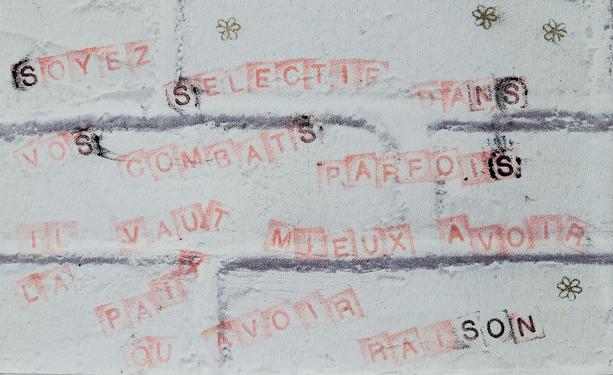 SOYEZ SELECTIF DANS
VOS COMBATS PARFOIS
IL VAUT MIEUX AVOIR
LA PAIX
QU AVOIR RAISON